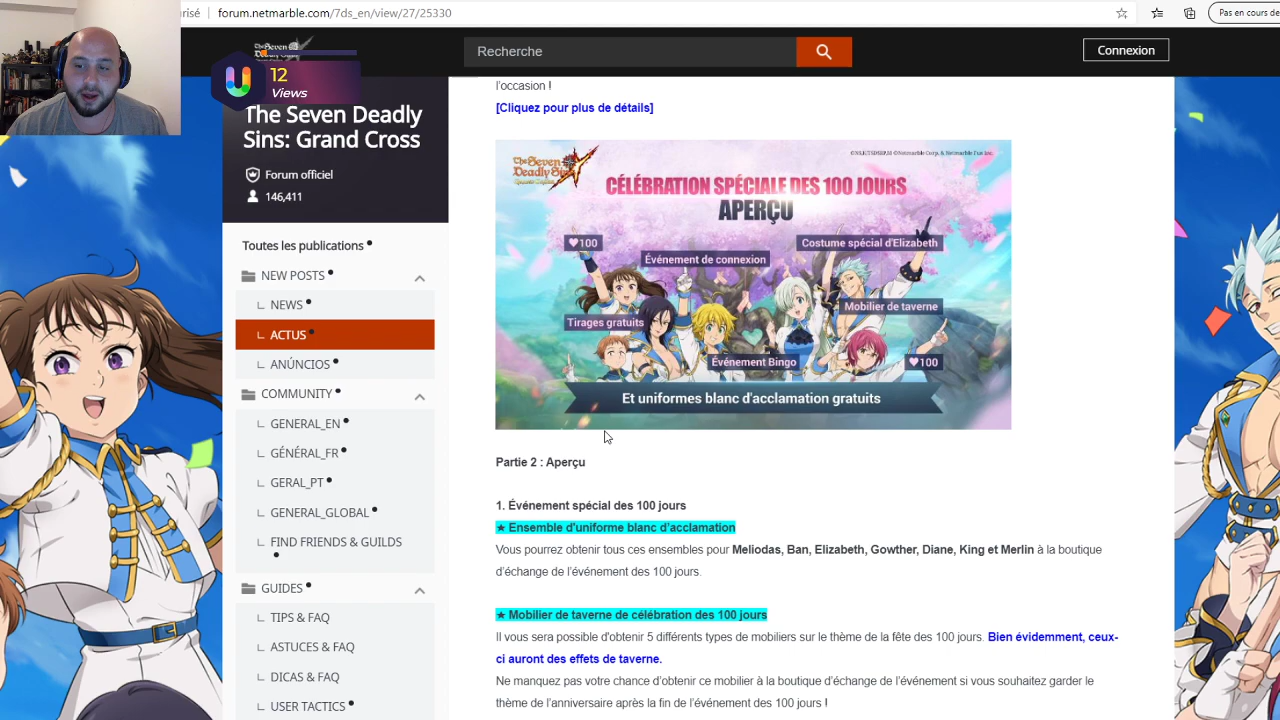 risé forum.netmarble.com/7ds_en/view/27/25330
Pas en cour
Recherche
Connexion
12
Views
The Seven Deadly
Sins: Grand Cross
Forum officiel
146,411
Toutes les publications
NEW POSTS
NEWS
ACTUS
ANÚNCIOS
COMMUNITY
GENERAL_EN
GÉNÉRAL_FR
GERAL_PT
GENERAL_GLOBAL
FIND FRIENDS & GUILDS
GUIDES
TIPS & FAQ
ASTUCES & FAQ
DICAS & FAQ
USER TACTICS
l'occasion !
[Cliquez pour plus de détails]
The Seven Deadly Sins
CÉLÉBRATION SPÉCIALE DES 100 JOURS
APERÇU
♥100
Costume spécial d'Elizabeth
Événement de connexion
Mobilier de taverne
Tirages gratuits
Événement Bingo
♥100
Et uniformes blanc d'acclamation gratuits
Partie 2 : Aperçu
1. Événement spécial des 100 jours
★ Ensemble d'uniforme blanc d'acclamation
Vous pourrez obtenir tous ces ensembles pour Meliodas, Ban, Elizabeth, Gowther, Diane, King et Merlin à la boutique
d'échange de l'événement des 100 jours.
★ Mobilier de taverne de célébration des 100 jours
Il vous sera possible d'obtenir 5 différents types de mobiliers sur le thème de la fête des 100 jours. Bien évidemment, ceux-
ci auront des effets de taverne.
Ne manquez pas votre chance d'obtenir ce mobilier à la boutique d'échange de l'événement si vous souhaitez garder le
thème de l'anniversaire après la fin de l'événement des 100 jours !